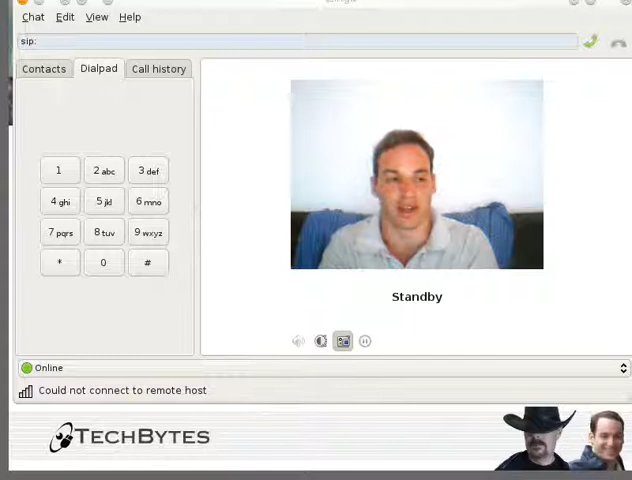 Chat Edit View Help
sip:
Contacts Dialpad Call history
1 2 abc 3 def
4 ghi 5 jkl 6 mno
7 pqrs 8 tuv 9 wxyz
* 0 #
Standby
Online
Could not connect to remote host
TECHBYTES